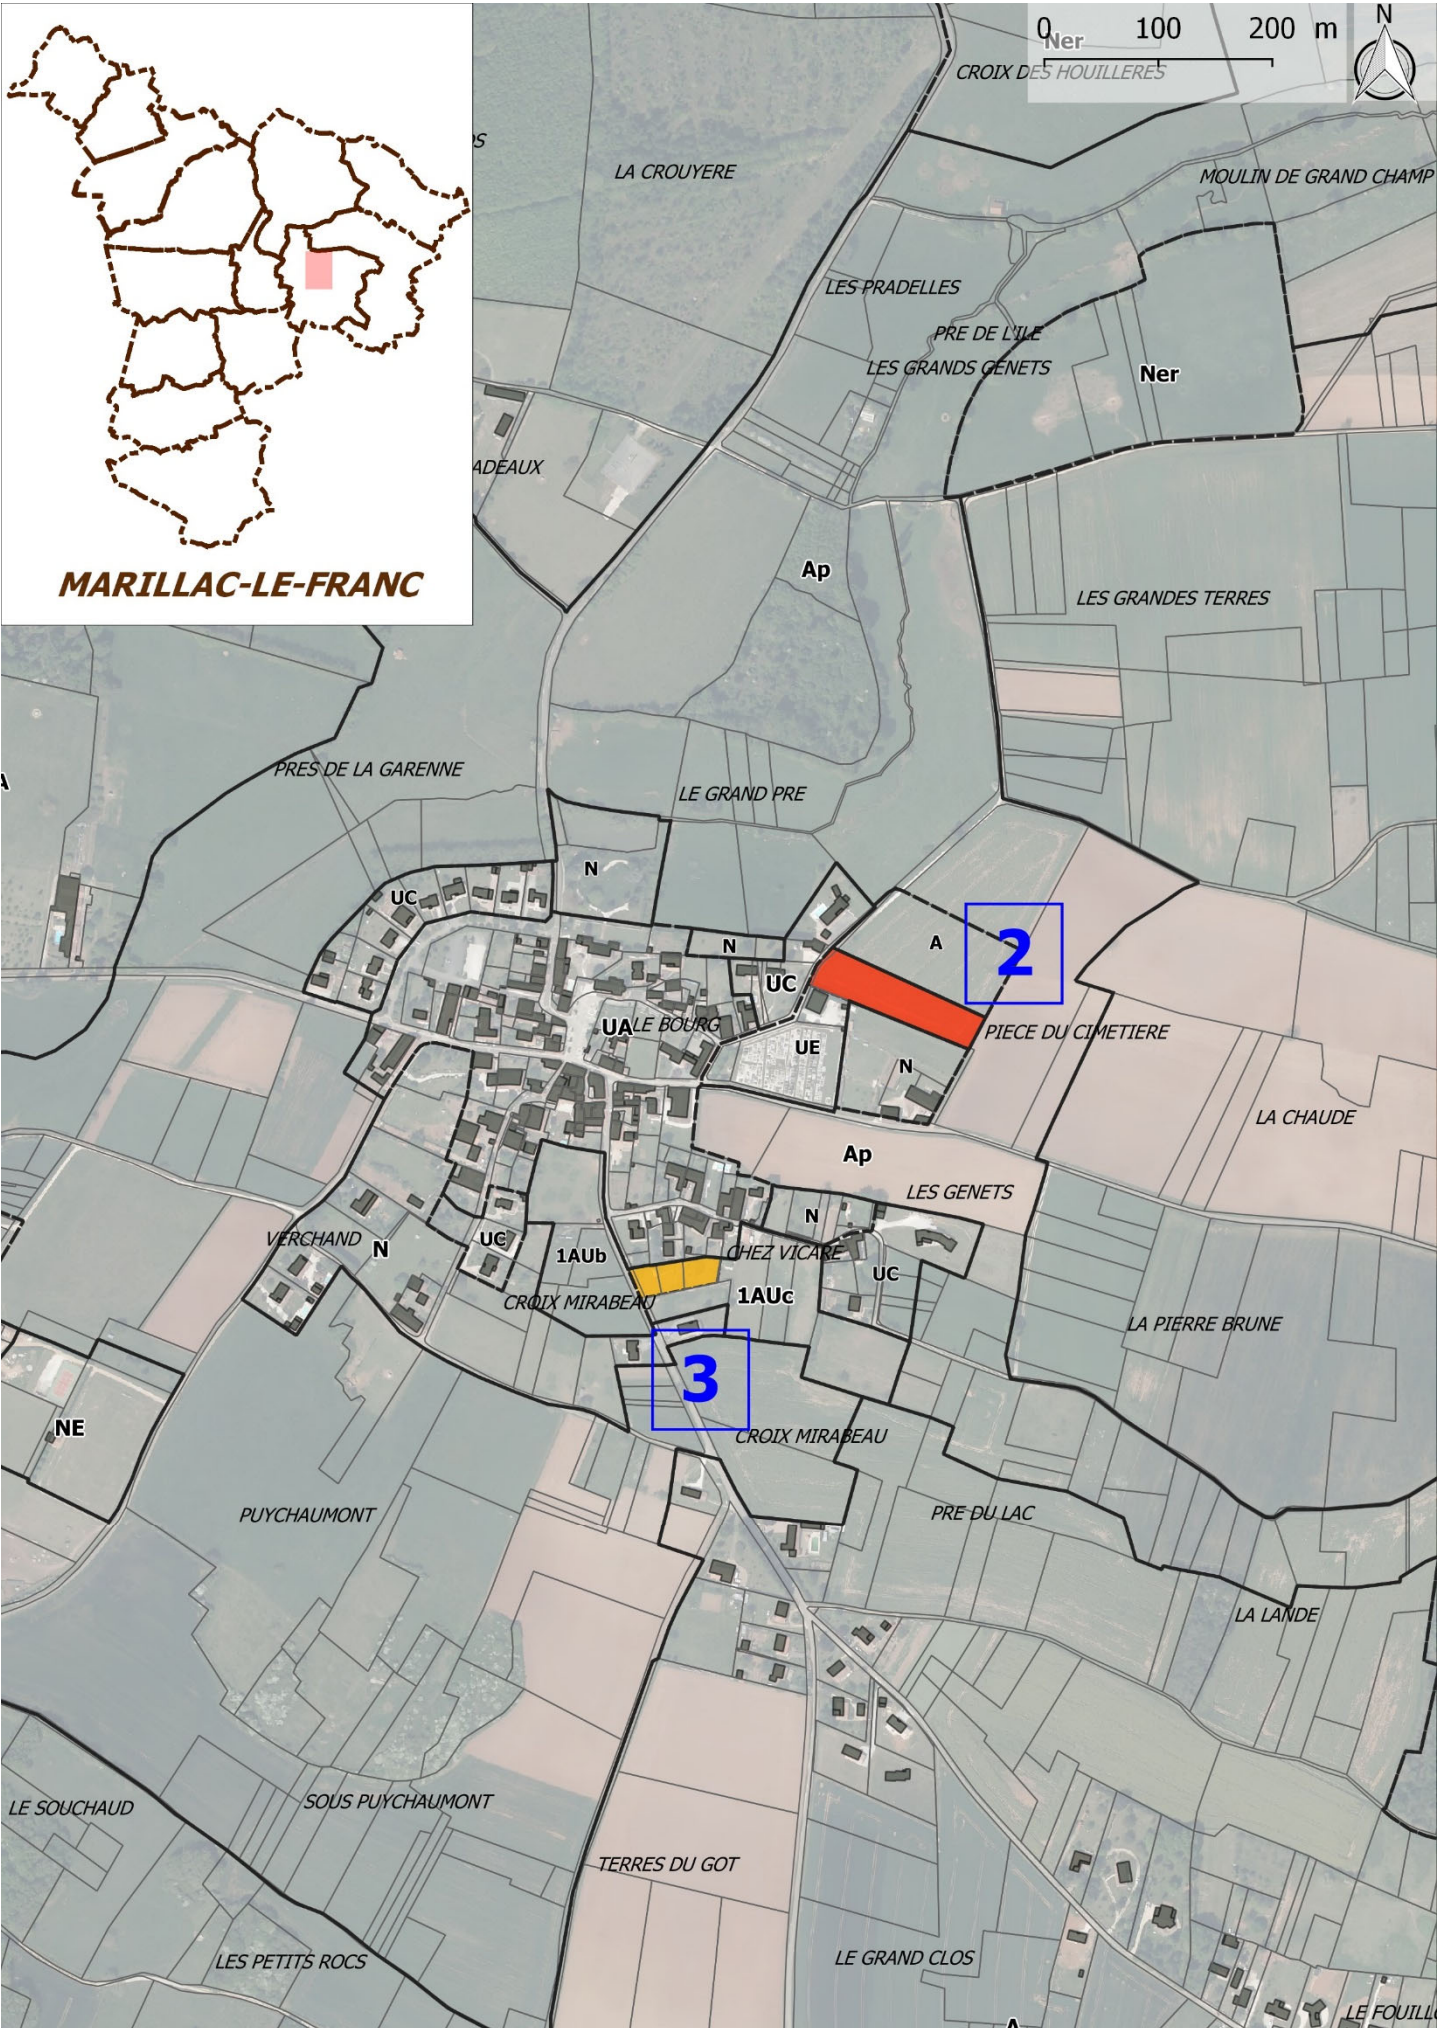 0 100 200 m
N
Ner
CROIX DES HOUILLERES
LA CROUYERE
MOULIN DE GRAND CHAMP
LES PRADELLES
PRE DE L'ILE
LES GRANDS GENETS
Ner
ADEAUX
Ap
MARILLAC-LE-FRANC
LES GRANDES TERRES
PRES DE LA GARENNE
A
LE GRAND PRE
N
UC
A
2
N
UC
UA
LE BOURG
PIECE DU CIMETIERE
UE
N
LA CHAUDE
Ap
LES GENETS
N
VERCHAND
N
UC
1AUb
CHEZ VICARE
UC
CROIX MIRABEAU
1AUc
LA PIERRE BRUNE
3
NE
CROIX MIRABEAU
PUYCHAUMONT
PRE DU LAC
LA LANDE
LE SOUCHAUD
SOUS PUYCHAUMONT
TERRES DU GOT
LES PETITS ROCS
LE GRAND CLOS
LE FOUILL
A